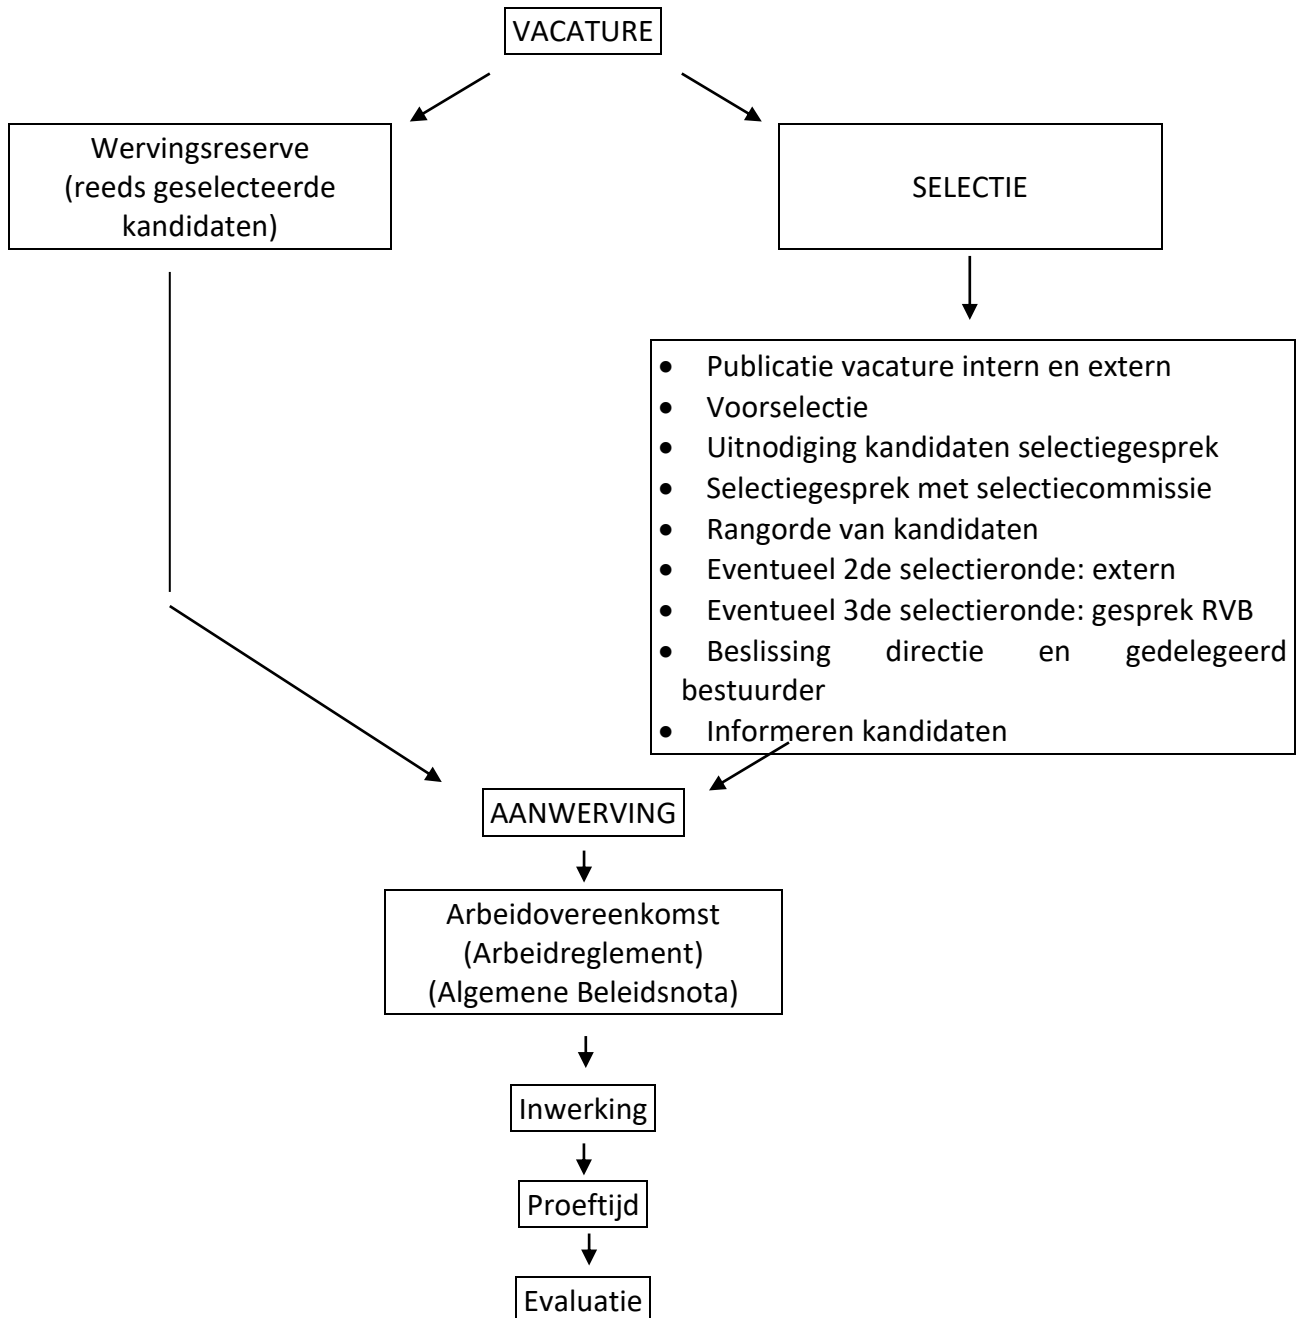 VACATURE
Wervingsreserve
(reeds geselecteerde
kandidaten)
SELECTIE
• Publicatie vacature intern en extern
• Voorselectie
• Uitnodiging kandidaten selectiegesprek
• Selectiegesprek met selectiecommissie
• Rangorde van kandidaten
• Eventueel 2de selectieronde: extern
• Eventueel 3de selectieronde: gesprek RVB
• Beslissing directie en gedelegeerd
bestuurder
• Informeren kandidaten
AANWERVING
Arbeidovereenkomst
(Arbeidreglement)
(Algemene Beleidsnota)
Inwerking
Proeftijd
Evaluatie